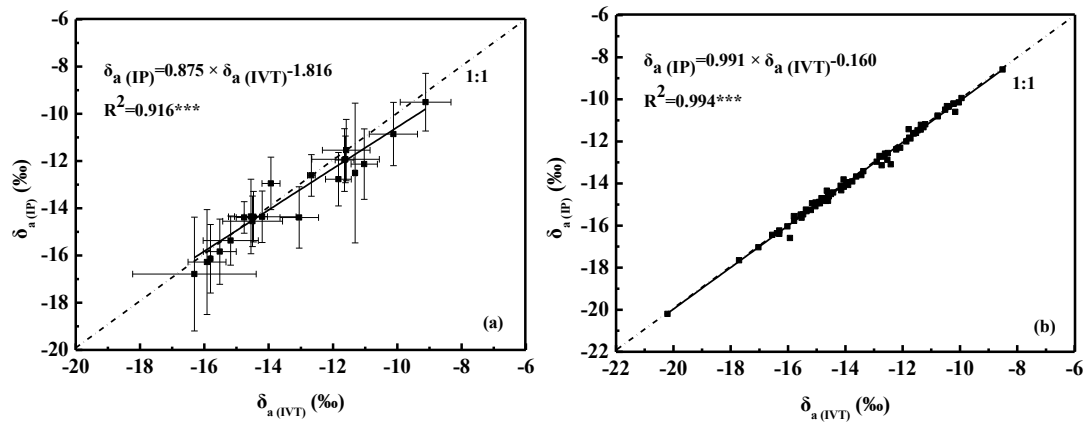 -6
-8
-10
-12
-14
-16
-18
-20
δa (IP) (‰)
δa (IP)=0.875 × δa (IVT)-1.816
R2=0.916***
1:1
(a)
-20 -18 -16 -14 -12 -10 -8 -6
δa (IVT) (‰)
-6
-8
-10
-12
-14
-16
-18
-20
-22
δa (IP) (‰)
δa (IP)=0.991 × δa (IVT)-0.160
R2=0.994***
1:1
(b)
-22 -20 -18 -16 -14 -12 -10 -8 -6
δa (IVT) (‰)